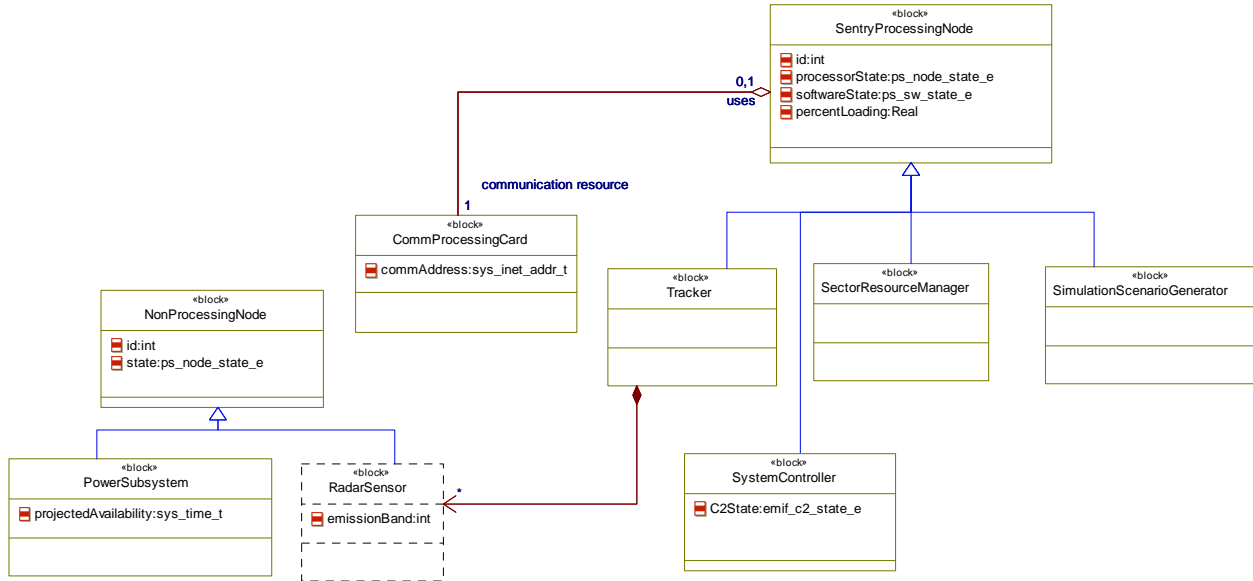 «block»
SentryProcessingNode
id:int
processorState:ps_node_state_e
softwareState:ps_sw_state_e
percentLoading:Real
0,1
uses
communication resource
1
«block»
CommProcessingCard
commAddress:sys_inet_addr_t
«block»
Tracker
«block»
SectorResourceManager
«block»
SimulationScenarioGenerator
«block»
NonProcessingNode
id:int
state:ps_node_state_e
«block»
PowerSubsystem
projectedAvailability:sys_time_t
«block»
RadarSensor
emissionBand:int
*
«block»
SystemController
C2State:emif_c2_state_e